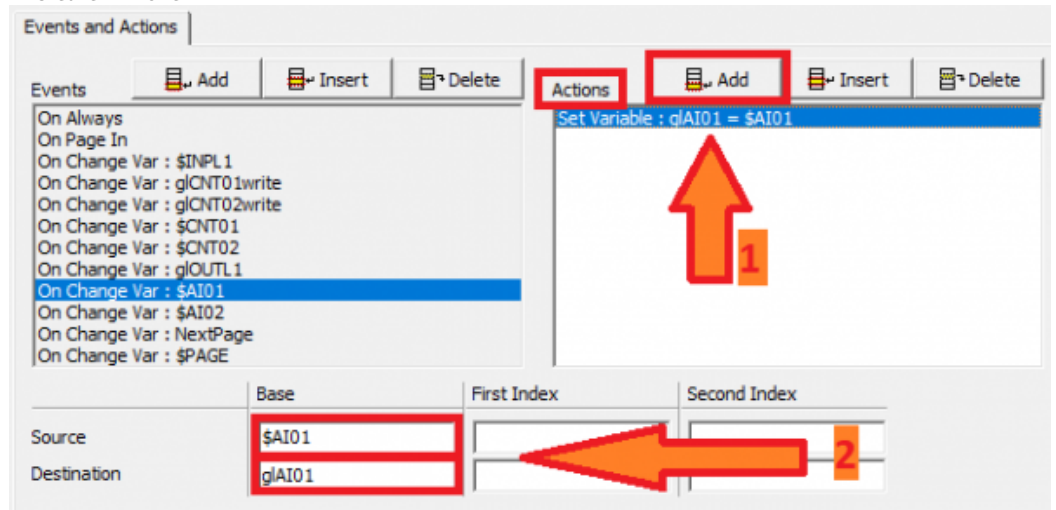 Events and Actions
Events Add Insert Delete Actions Add Insert Delete
On Always
On Page In
On Change Var : $INPL1
On Change Var : glCNT01write
On Change Var : glCNT02write
On Change Var : $CNT01
On Change Var : $CNT02
On Change Var : glOUTL1
On Change Var : $AI01
On Change Var : $AI02
On Change Var : NextPage
On Change Var : $PAGE
Set Variable : glAI01 = $AI01
1
Base First Index Second Index
Source $AI01
Destination glAI01
2